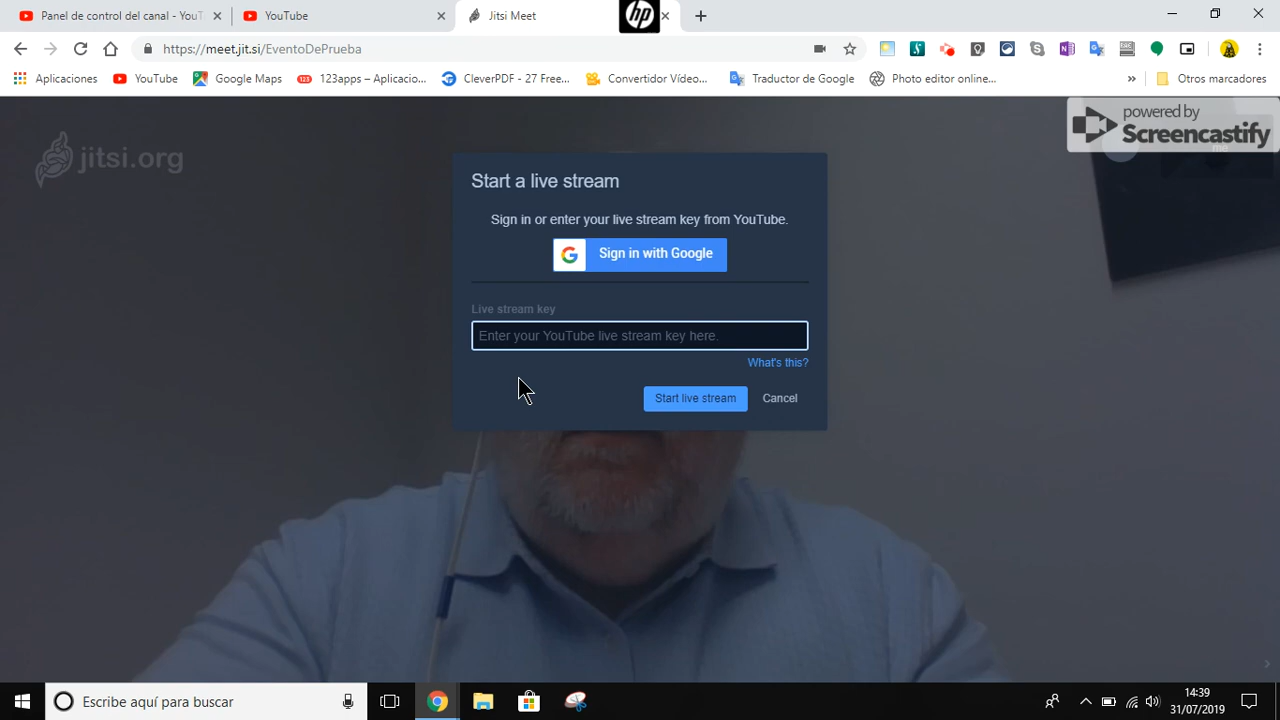 Panel de control del canal - YouT
YouTube
Jitsi Meet
hp
https://meet.jit.si/EventoDePrueba
Aplicaciones
YouTube
Google Maps
123
123apps – Aplicacio...
CleverPDF - 27 Free...
Convertidor Vídeo...
Traductor de Google
Photo editor online...
»
Otros marcadores
powered by
Screencastify
me
jitsi.org
Start a live stream
Sign in or enter your live stream key from YouTube.
Sign in with Google
Live stream key
Enter your YouTube live stream key here.
What's this?
Start live stream
Cancel
Escribe aquí para buscar
14:39
31/07/2019